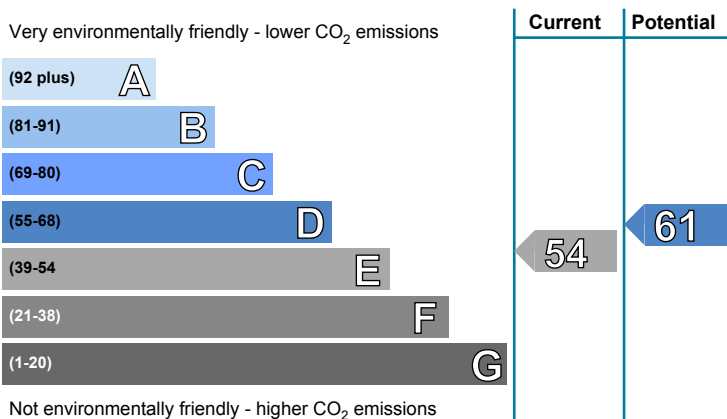 Very environmentally friendly - lower CO₂ emissions
Current Potential
(92 plus) A
(81-91) B
(69-80) C
(55-68) D
61
(39-54 E
54
(21-38) F
(1-20) G
Not environmentally friendly - higher CO₂ emissions